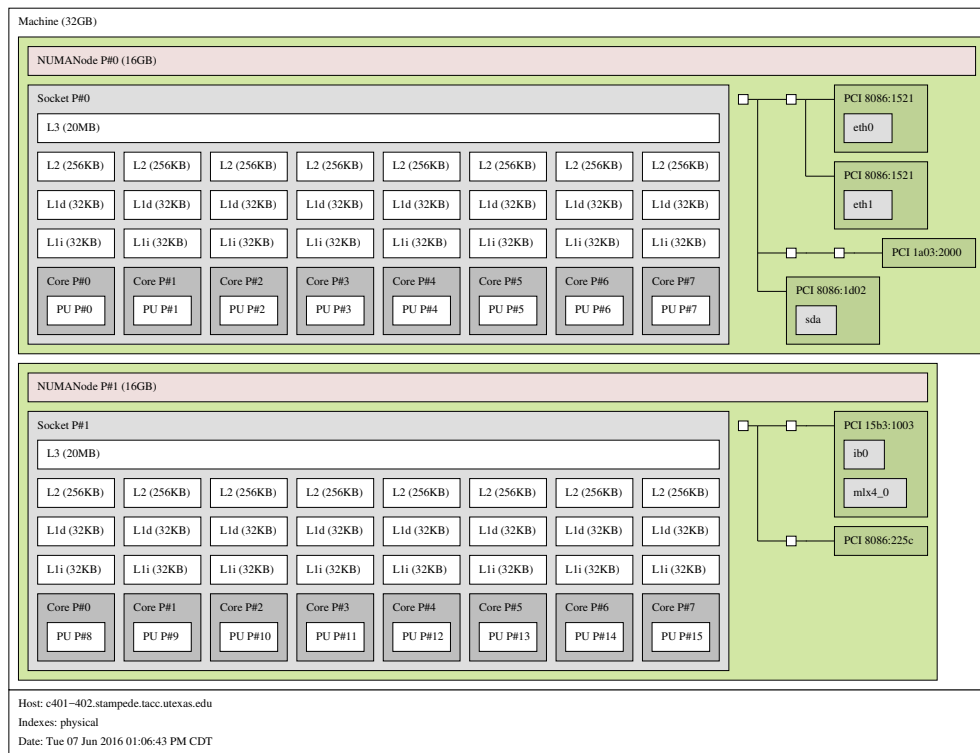 Machine (32GB)
NUMANode P#0 (16GB)
Socket P#0
L3 (20MB)
L2 (256KB) L2 (256KB) L2 (256KB) L2 (256KB) L2 (256KB) L2 (256KB) L2 (256KB) L2 (256KB)
L1d (32KB) L1d (32KB) L1d (32KB) L1d (32KB) L1d (32KB) L1d (32KB) L1d (32KB) L1d (32KB)
L1i (32KB) L1i (32KB) L1i (32KB) L1i (32KB) L1i (32KB) L1i (32KB) L1i (32KB) L1i (32KB)
Core P#0 Core P#1 Core P#2 Core P#3 Core P#4 Core P#5 Core P#6 Core P#7
PU P#0 PU P#1 PU P#2 PU P#3 PU P#4 PU P#5 PU P#6 PU P#7
PCI 8086:1521
eth0
PCI 8086:1521
eth1
PCI 1a03:2000
PCI 8086:1d02
sda
NUMANode P#1 (16GB)
Socket P#1
L3 (20MB)
L2 (256KB) L2 (256KB) L2 (256KB) L2 (256KB) L2 (256KB) L2 (256KB) L2 (256KB) L2 (256KB)
L1d (32KB) L1d (32KB) L1d (32KB) L1d (32KB) L1d (32KB) L1d (32KB) L1d (32KB) L1d (32KB)
L1i (32KB) L1i (32KB) L1i (32KB) L1i (32KB) L1i (32KB) L1i (32KB) L1i (32KB) L1i (32KB)
Core P#0 Core P#1 Core P#2 Core P#3 Core P#4 Core P#5 Core P#6 Core P#7
PU P#8 PU P#9 PU P#10 PU P#11 PU P#12 PU P#13 PU P#14 PU P#15
PCI 15b3:1003
ib0
mlx4_0
PCI 8086:225c
Host: c401−402.stampede.tacc.utexas.edu
Indexes: physical
Date: Tue 07 Jun 2016 01:06:43 PM CDT